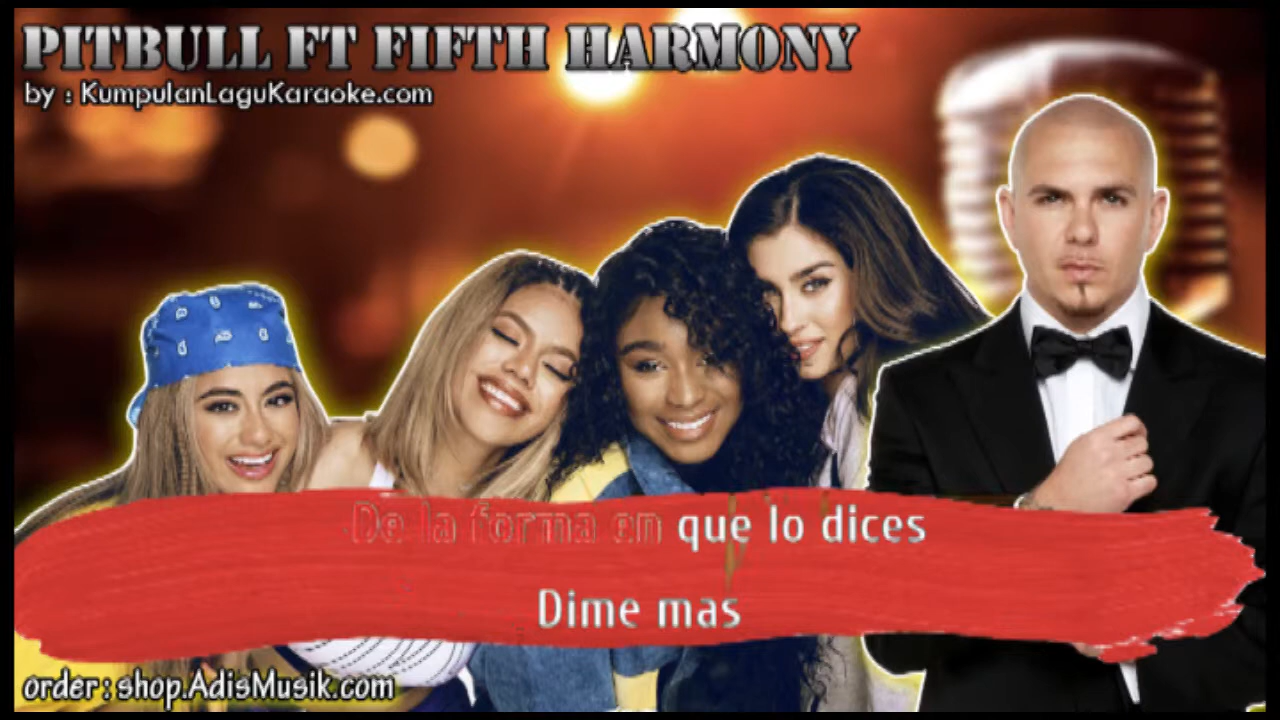 PITBULL FT FIFTH HARMONY
by : KumpulanLaguKaraoke.com
De la forma en que lo dices
Dime mas
order : shop.AdisMusik.com